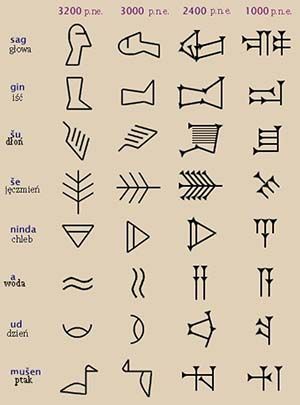 3200 p.n.e. 3000 p.n.e. 2400 p.n.e. 1000 p.n.e.
sag
głowa
gin
iść
šu
dłoń
še
jęczmień
ninda
chleb
a
woda
ud
dzień
mušen
ptak